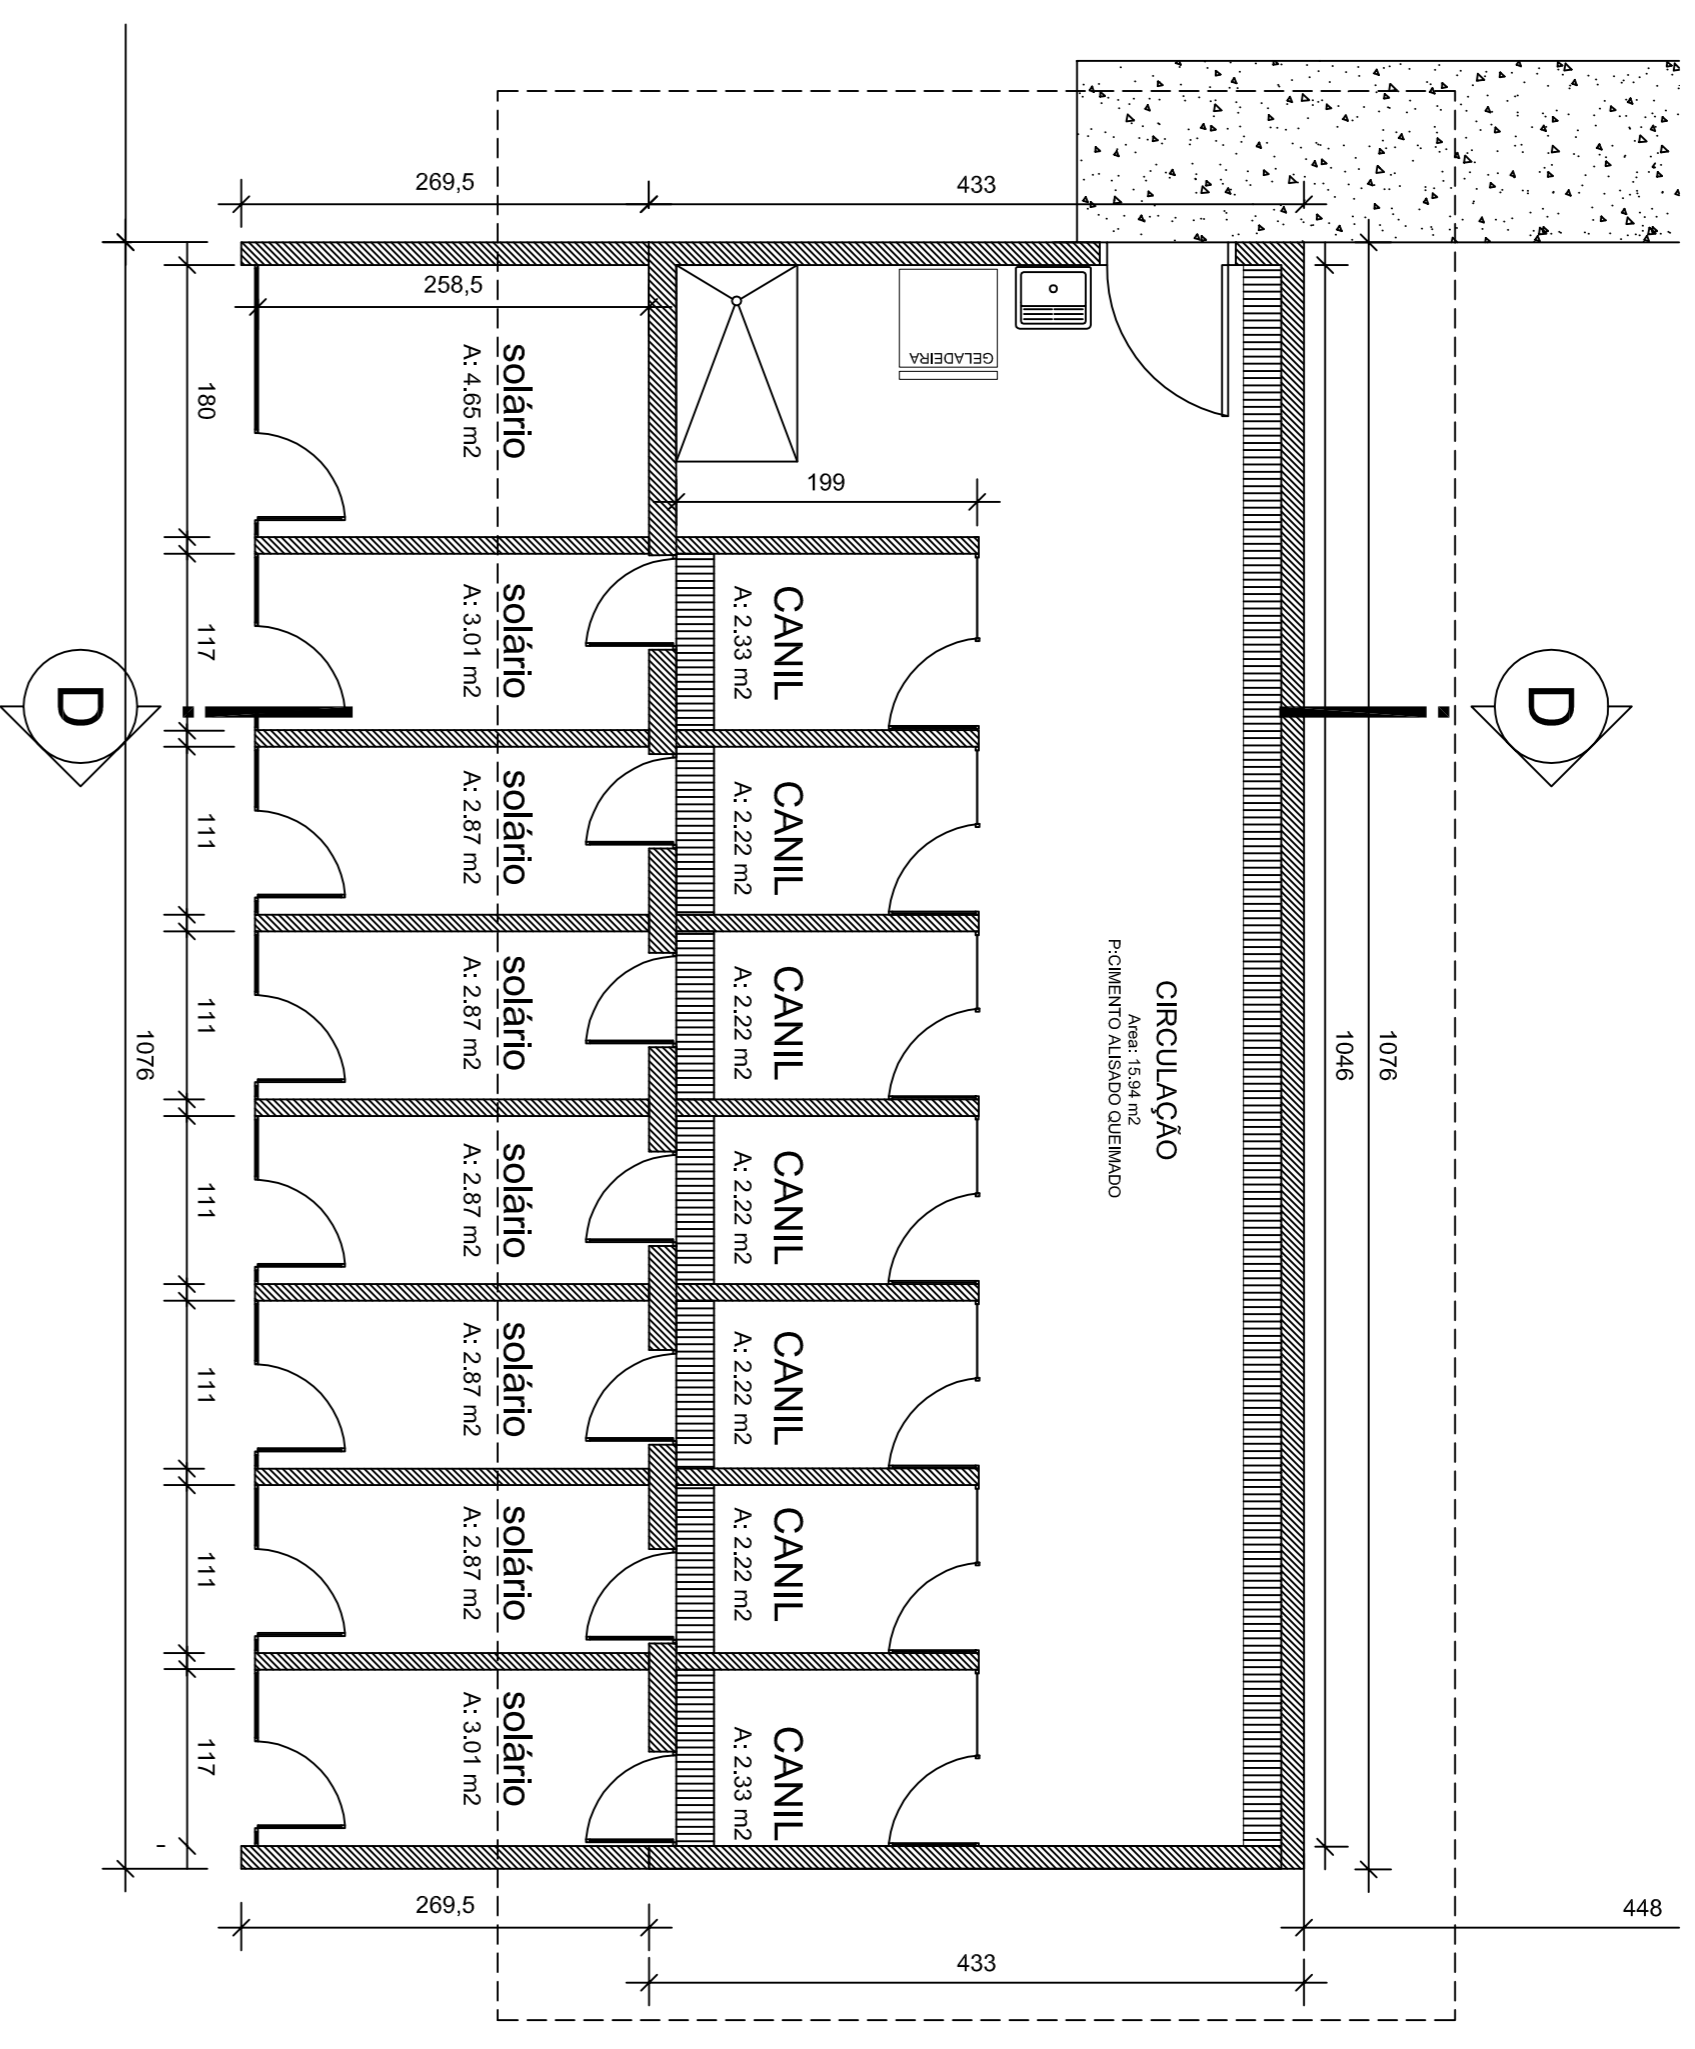 269,5
433
258,5
GELADEIRA
180
solário
A: 4.65 m2
199
117
solário
A: 3.01 m2
CANIL
A: 2.33 m2
D
D
111
solário
A: 2.87 m2
CANIL
A: 2.22 m2
111
solário
A: 2.87 m2
CANIL
A: 2.22 m2
CIRCULAÇÃO
Area: 15.94 m2
P:CIMENTO ALISADO QUEIMADO
1076
1046
1076
111
solário
A: 2.87 m2
CANIL
A: 2.22 m2
111
solário
A: 2.87 m2
CANIL
A: 2.22 m2
111
solário
A: 2.87 m2
CANIL
A: 2.22 m2
117
solário
A: 3.01 m2
CANIL
A: 2.33 m2
269,5
448
433